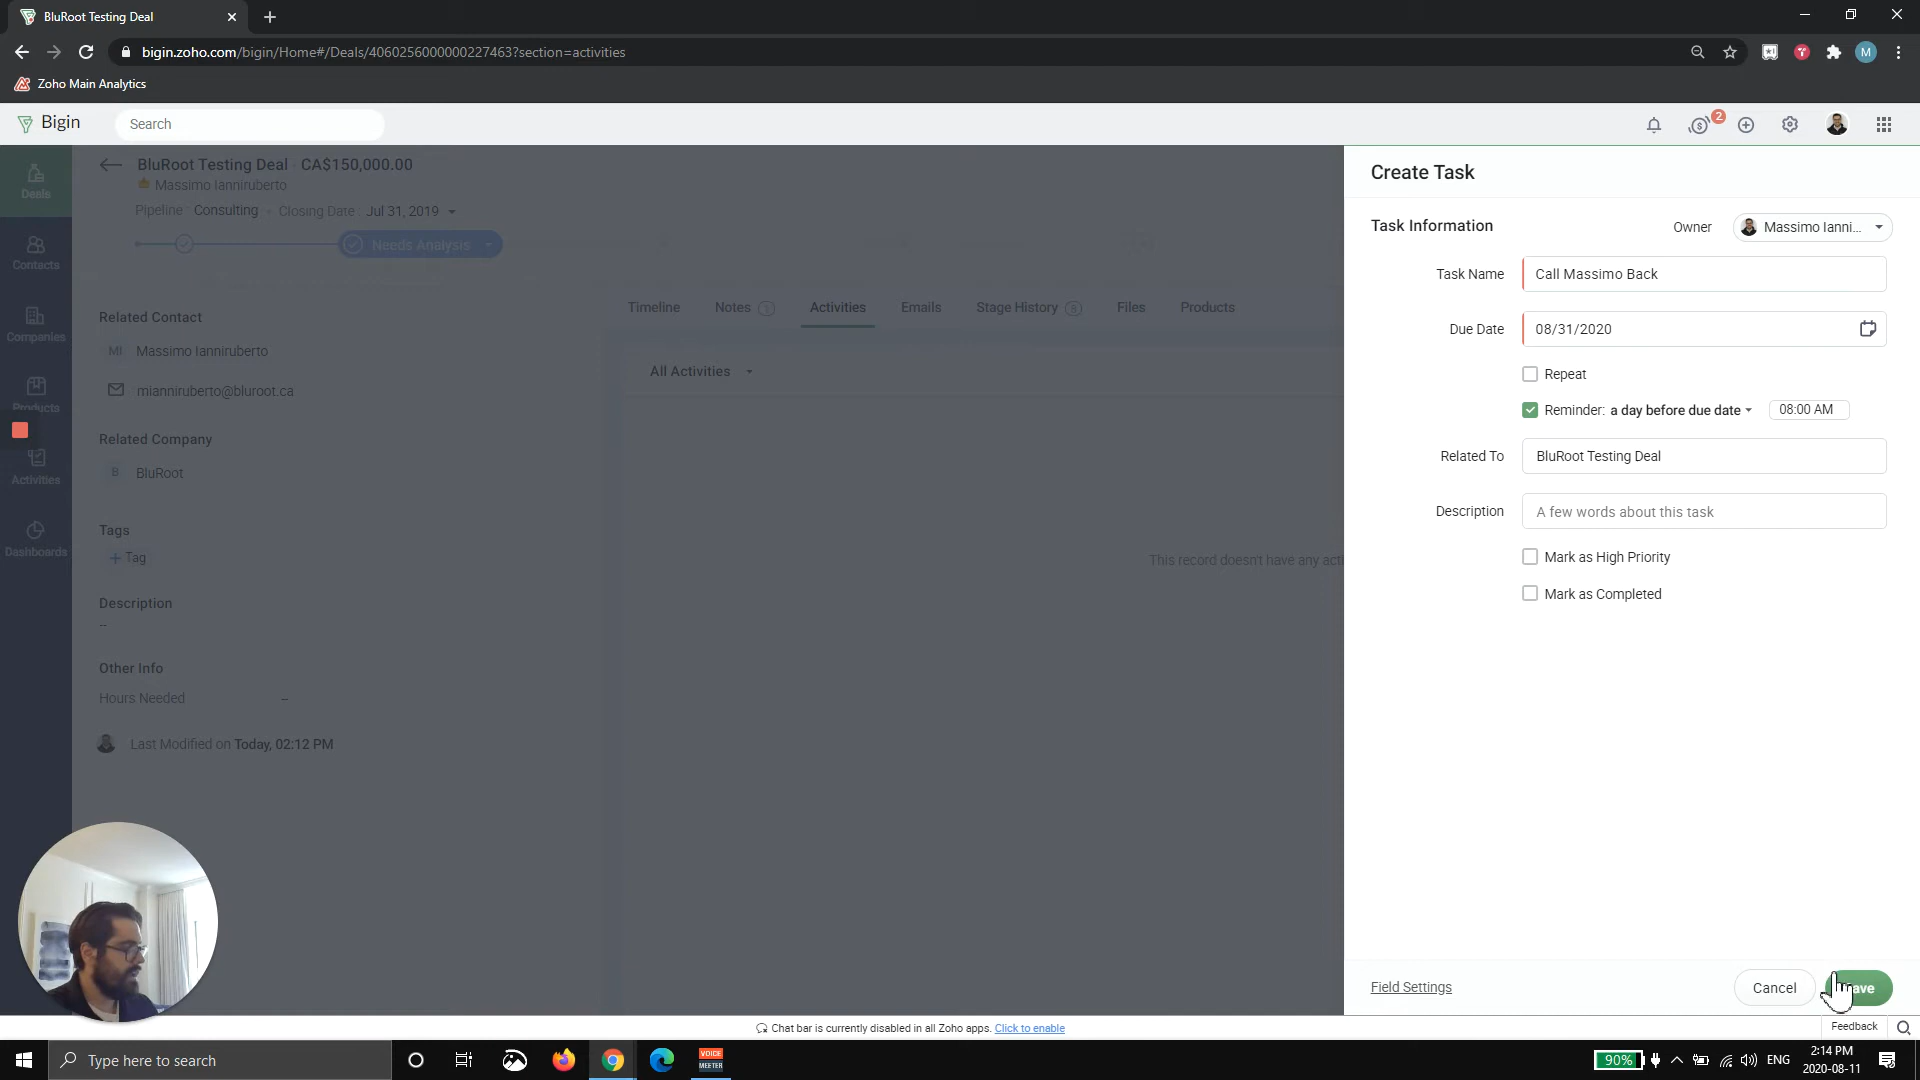 BluRoot Testing Deal
bigin.zoho.com/bigin/Home#/Deals/4060256000000227463?section=activities
M
Zoho Main Analytics
Bigin
Search
2
Deals
Contacts
Companies
Products
Activities
Dashboards
BluRoot Testing Deal · CA$150,000.00
Massimo Ianniruberto
Pipeline : Consulting · Closing Date : Jul 31, 2019
Needs Analysis
Related Contact
MI Massimo Ianniruberto
mianniruberto@bluroot.ca
Related Company
B BluRoot
Tags
+ Tag
Description
--
Other Info
Hours Needed --
Last Modified on Today, 02:12 PM
Timeline Notes Activities Emails Stage History Files Products
All Activities
This record doesn't have any acti
Create Task
Task Information
Owner Massimo Ianni...
Task Name Call Massimo Back
Due Date 08/31/2020
Repeat
Reminder: a day before due date 08:00 AM
Related To BluRoot Testing Deal
Description A few words about this task
Mark as High Priority
Mark as Completed
Field Settings
Cancel
ave
Chat bar is currently disabled in all Zoho apps. Click to enable
Feedback
Type here to search
VOICE
MEETER
90%
ENG
2:14 PM
2020-08-11